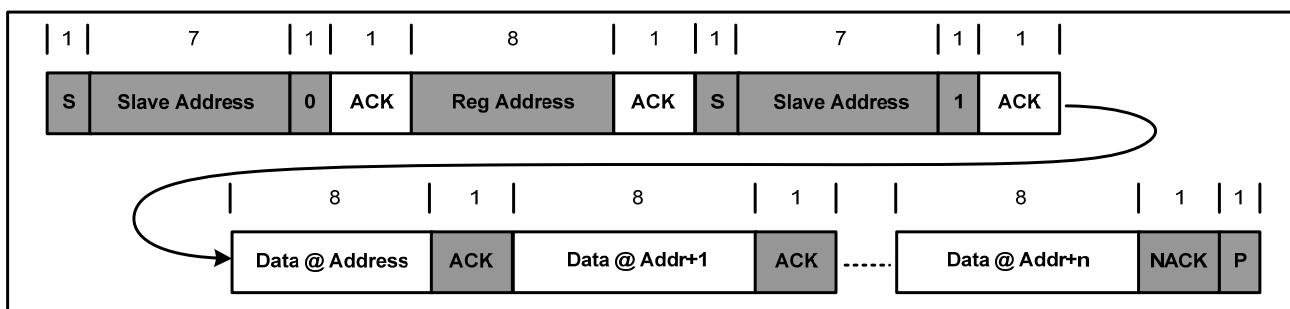 1 7 1 1 8 1 1 7 1 1
S Slave Address 0 ACK Reg Address ACK S Slave Address 1 ACK
8 1 8 1 8 1 1
Data @ Address ACK Data @ Addr+1 ACK Data @ Addr+n NACK P